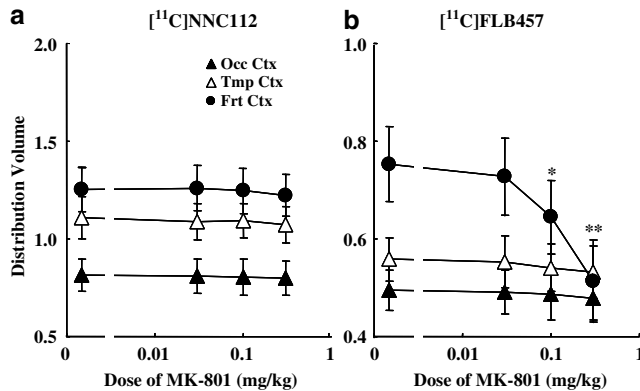 a
[¹¹C]NNC112
b
[¹¹C]FLB457
Distribution Volume
2.0
1.5
1.0
0.5
Occ Ctx
Tmp Ctx
Frt Ctx
0
0.01
0.1
1
Dose of MK-801 (mg/kg)
1.0
0.8
0.6
0.4
*
**
0
0.01
0.1
1
Dose of MK-801 (mg/kg)